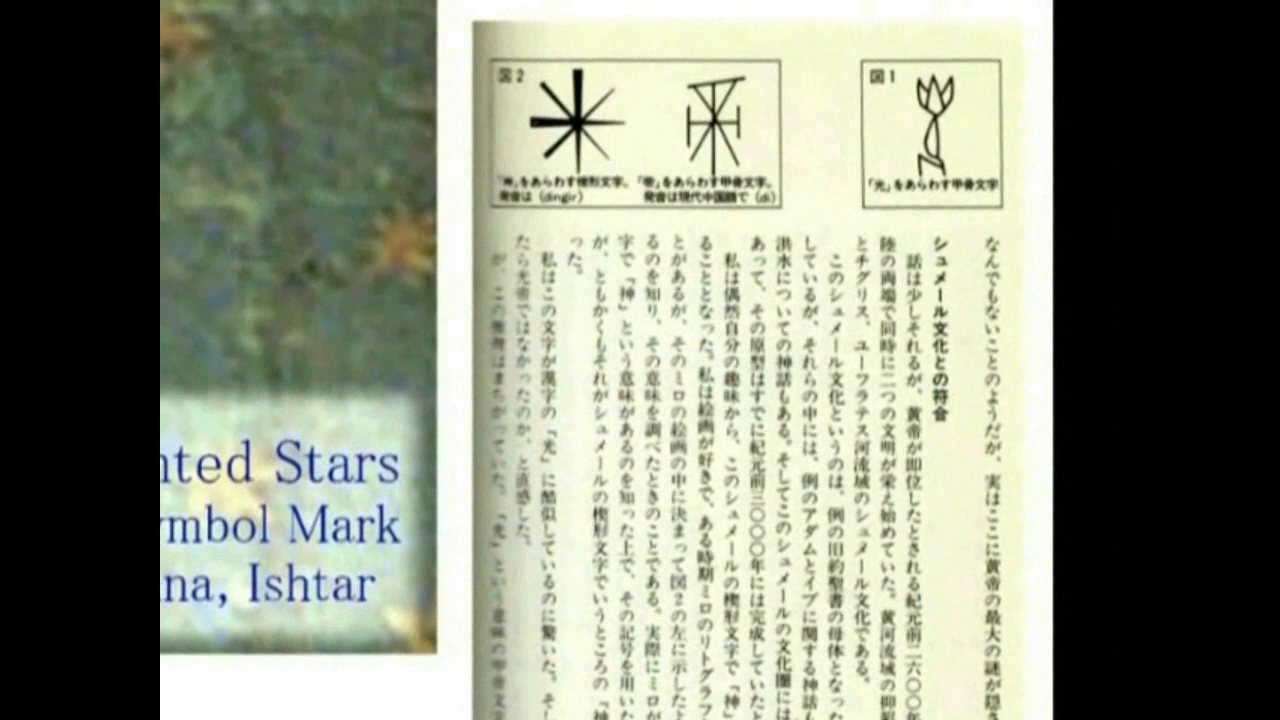 nted Stars
mbol Mark
na, Ishtar
図1
「光」をあらわす甲骨文字
図2
「帝」をあらわす甲骨文字。
発音は現代中国語で(di)
「神」をあらわす楔形文字。
発音は(dingir)
なんでもないことのようだが、実はここに黄帝の最大の謎が隠さ
シュメール文化との符合
話は少しそれるが、黄帝が即位したとされる紀元前二六〇〇年
陸の両端で同時に二つの文明が栄え始めていた。黄河流域の
とチグリス、ユーフラテス河流域のシュメール文化である。
このシュメール文化というのは、例の旧約聖書の母体となった
しているが、それらの中には、例のアダムとイブに関する神話も
洪水についての神話もある。そしてこのシュメールの文化圏には
あって、その原型はすでに紀元前三〇〇〇年には完成していたと
私は偶然自分の趣味から、このシュメールの楔形文字で「神」
ることとなった。私は絵画が好きで、ある時期ミロのリトグラフ
とがあるが、そのミロの絵画の中に決まって図2の左に示したよ
るのを知り、その意味を調べたときのことである。実際にミロが
字で「神」という意味があるのを知った上で、その記号を用いた
が、ともかくもそれがシュメールの楔形文字でいうところの「神
った。
私はこの文字が漢字の「光」に酷似しているのに驚いた。そし
たら光帝ではなかったのか、と直感した。
が、この推理はまちがっていた。「光」という意味の甲骨文字